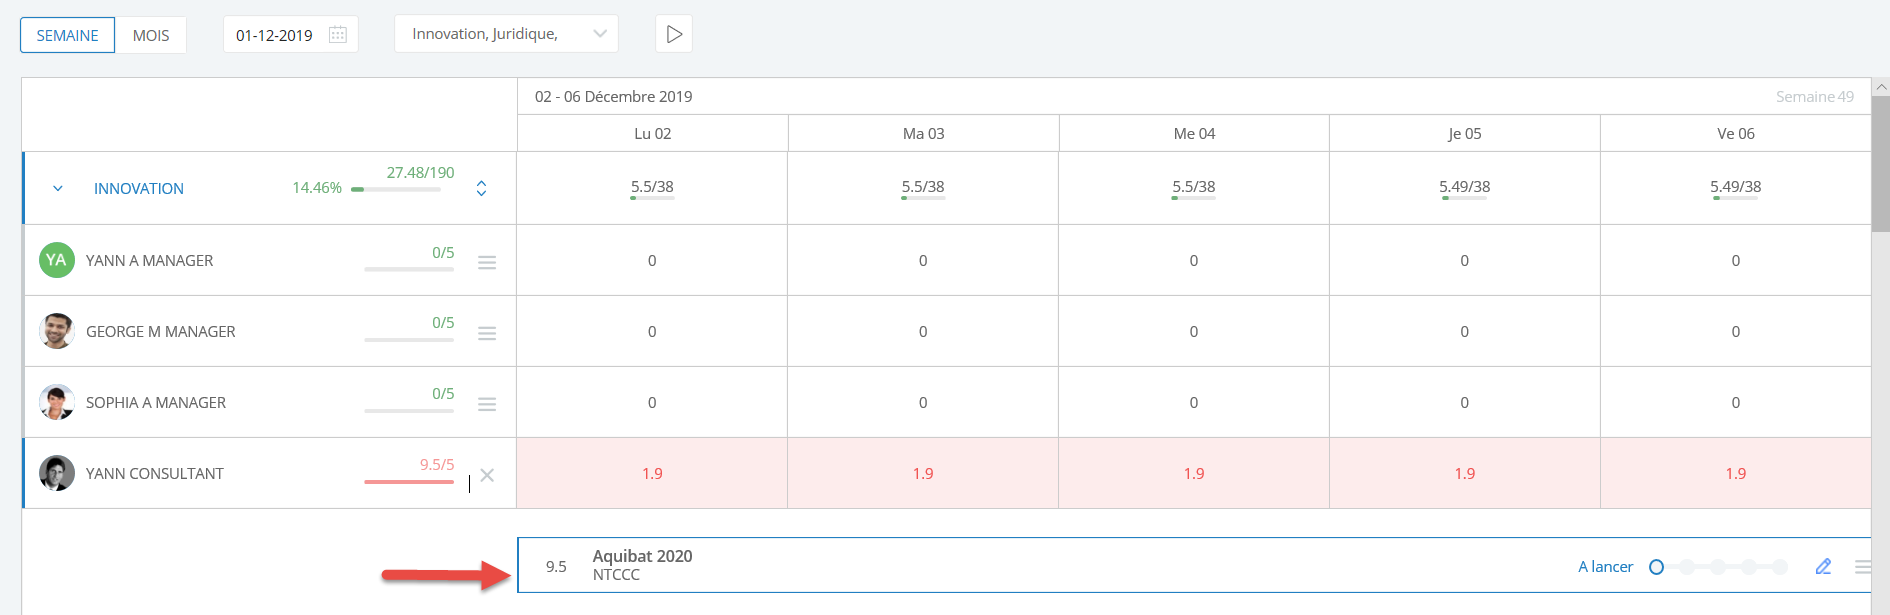 SEMAINE MOIS 01-12-2019 Innovation, Juridique,
02 - 06 Décembre 2019 Semaine 49
Lu 02 Ma 03 Me 04 Je 05 Ve 06
INNOVATION 14.46% 27.48/190 5.5/38 5.5/38 5.5/38 5.49/38 5.49/38
YA YANN A MANAGER 0/5 0 0 0 0 0
GEORGE M MANAGER 0/5 0 0 0 0 0
SOPHIA A MANAGER 0/5 0 0 0 0 0
YANN CONSULTANT 9.5/5 1.9 1.9 1.9 1.9 1.9
9.5 Aquibat 2020 A lancer
NTCCC